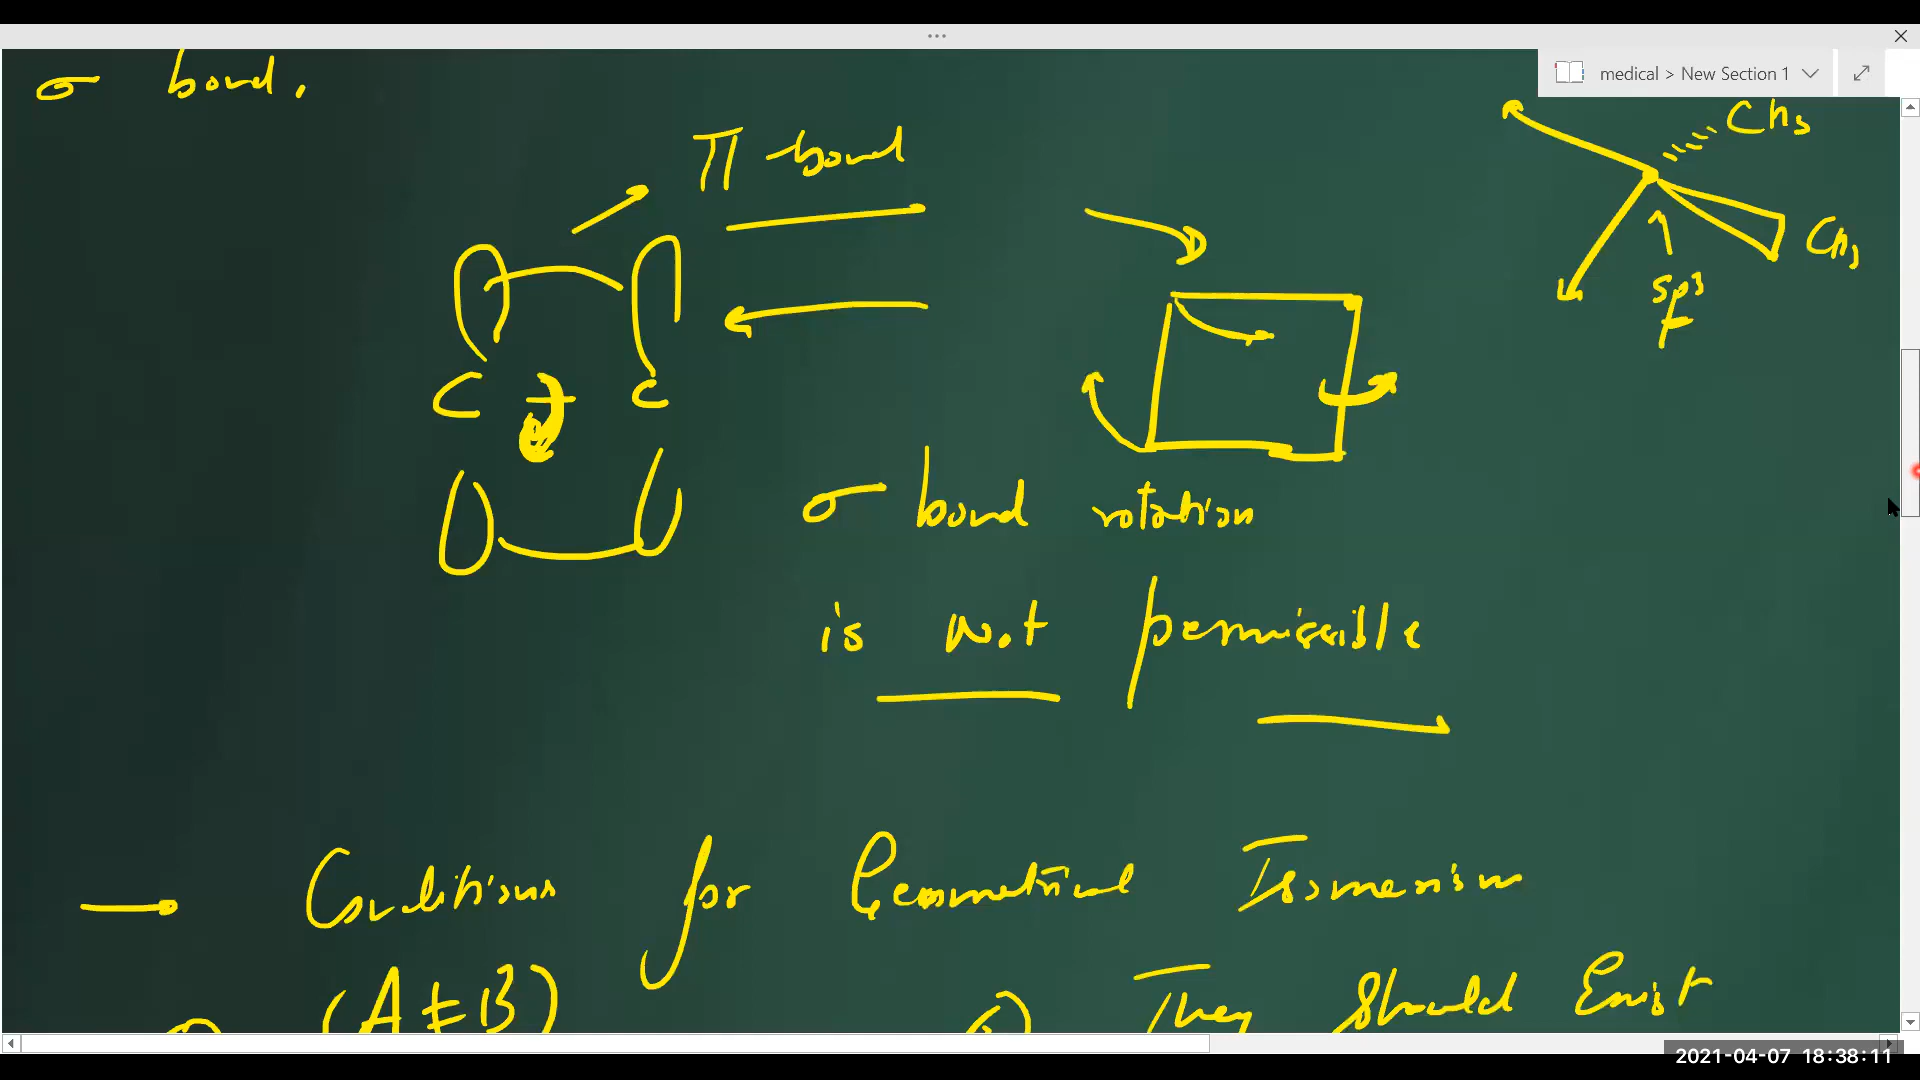 medical > New Section 1
σ bond.
π-bond
CH3
CH3
sp3
C C
σ bond rotation
is not permissible
Conditions for Geometrical Isomerism
(A ≠ B)
They Should Exist
2021-04-07 18:38:11